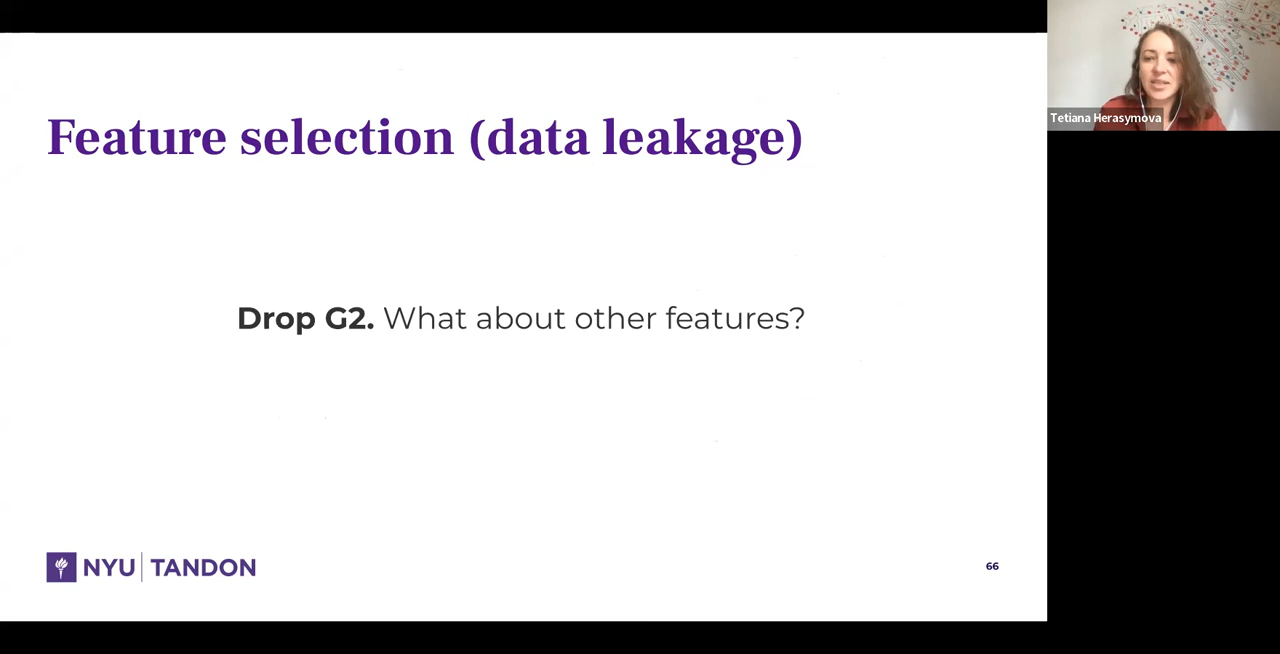 Feature selection (data leakage)
Drop G2. What about other features?
NYU TANDON
66
Tetiana Herasymova